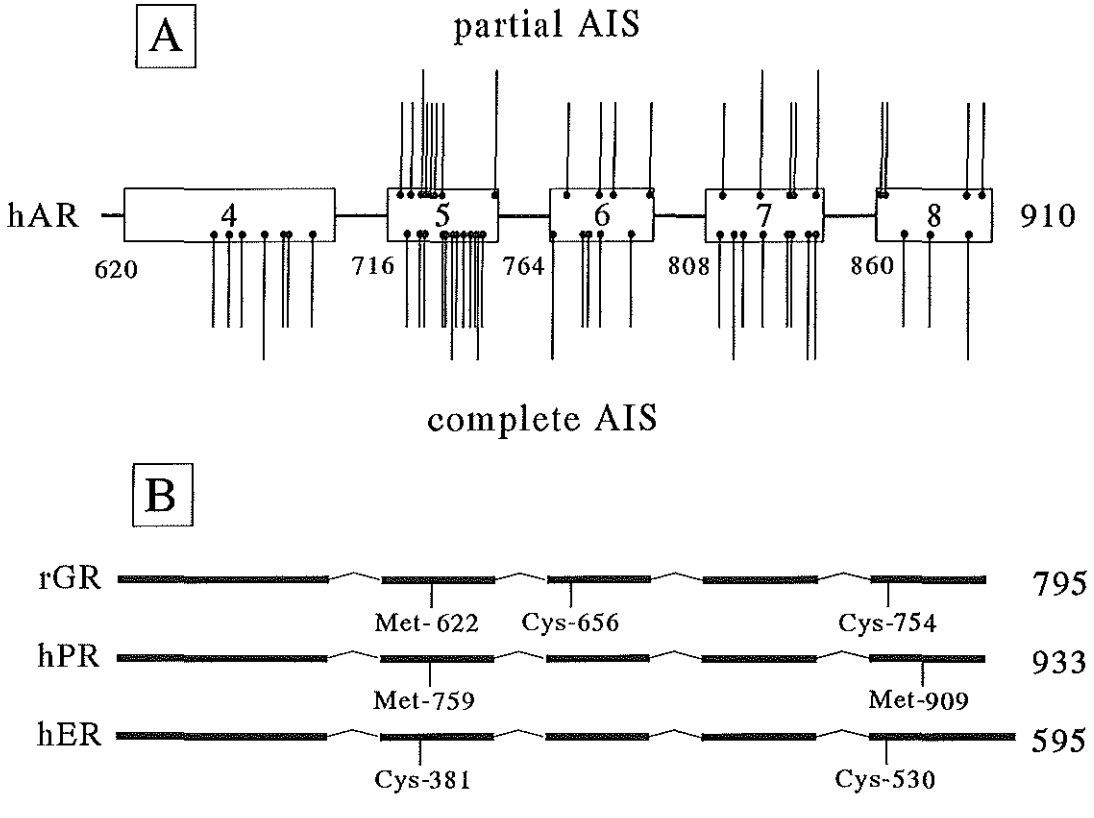 A
partial AIS
hAR 4 5 6 7 8 910
620 716 764 808 860
complete AIS
B
rGR 795
Met-622 Cys-656 Cys-754
hPR 933
Met-759 Met-909
hER 595
Cys-381 Cys-530